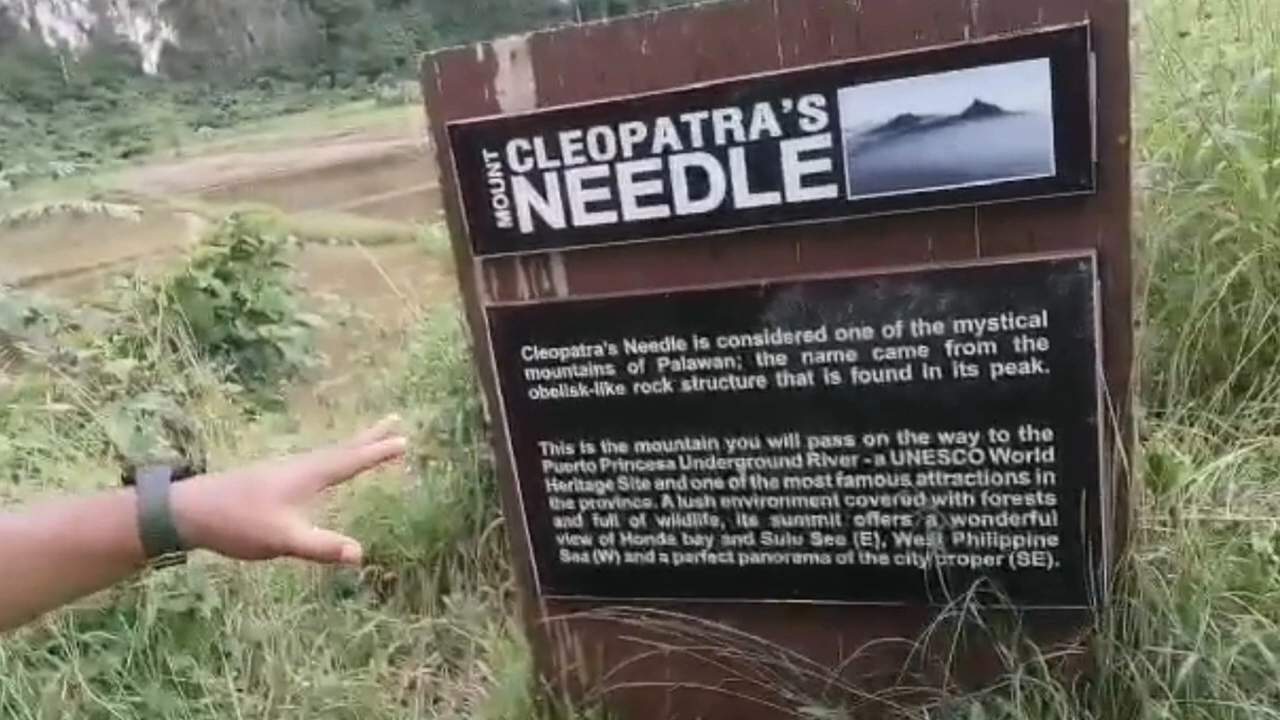 MOUNT
CLEOPATRA'S
NEEDLE
Cleopatra's Needle is considered one of the mystical
mountains of Palawan; the name came from the
obelisk-like rock structure that is found in its peak.
This is the mountain you will pass on the way to the
Puerto Princesa Underground River - a UNESCO World
Heritage Site and one of the most famous attractions in
the province. A lush environment covered with forests
and full of wildlife, its summit offers a wonderful
view of Honda bay and Sulu Sea (E), West Philippine
Sea (W) and a perfect panorama of the city proper (SE).